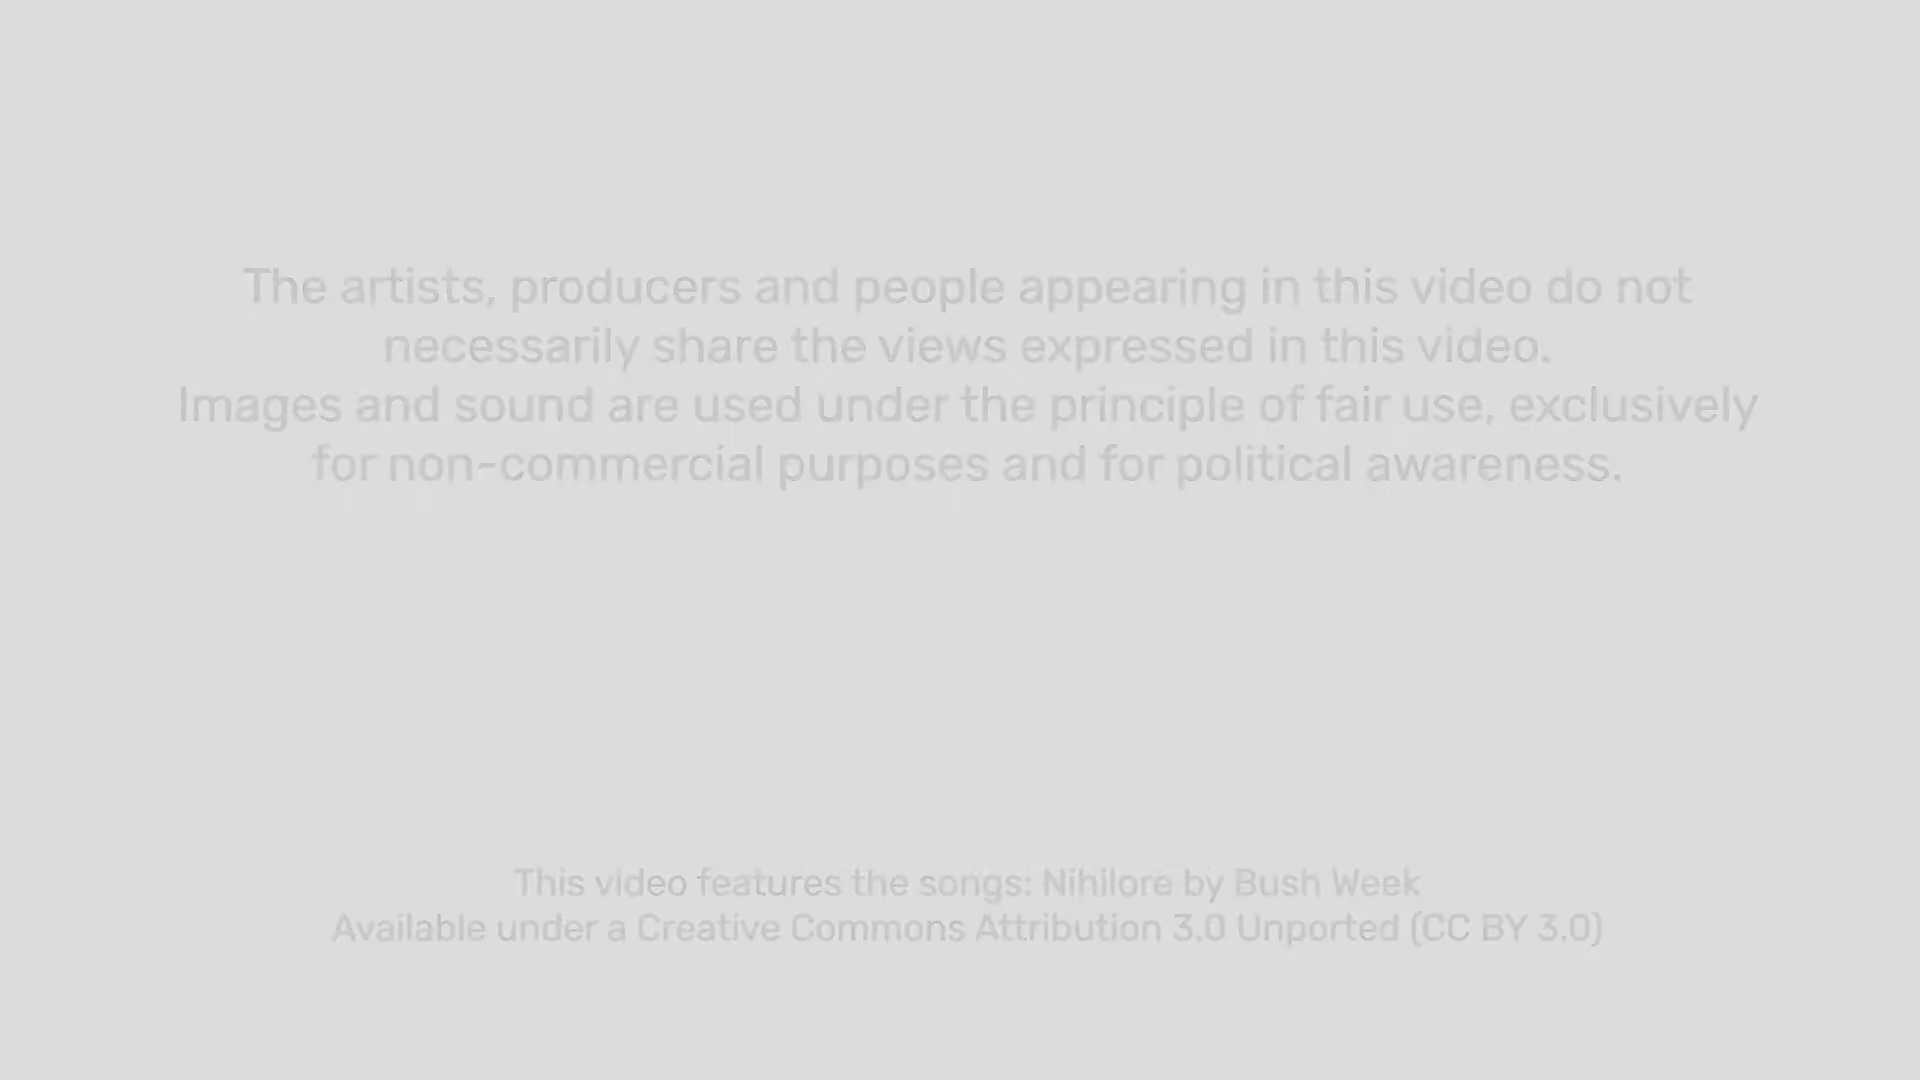 The artists, producers and people appearing in this video do not
necessarily share the views expressed in this video.
Images and sound are used under the principle of fair use, exclusively
for non-commercial purposes and for political awareness.
This video features the songs: Nihilore by Bush Week
Available under a Creative Commons Attribution 3.0 Unported (CC BY 3.0)